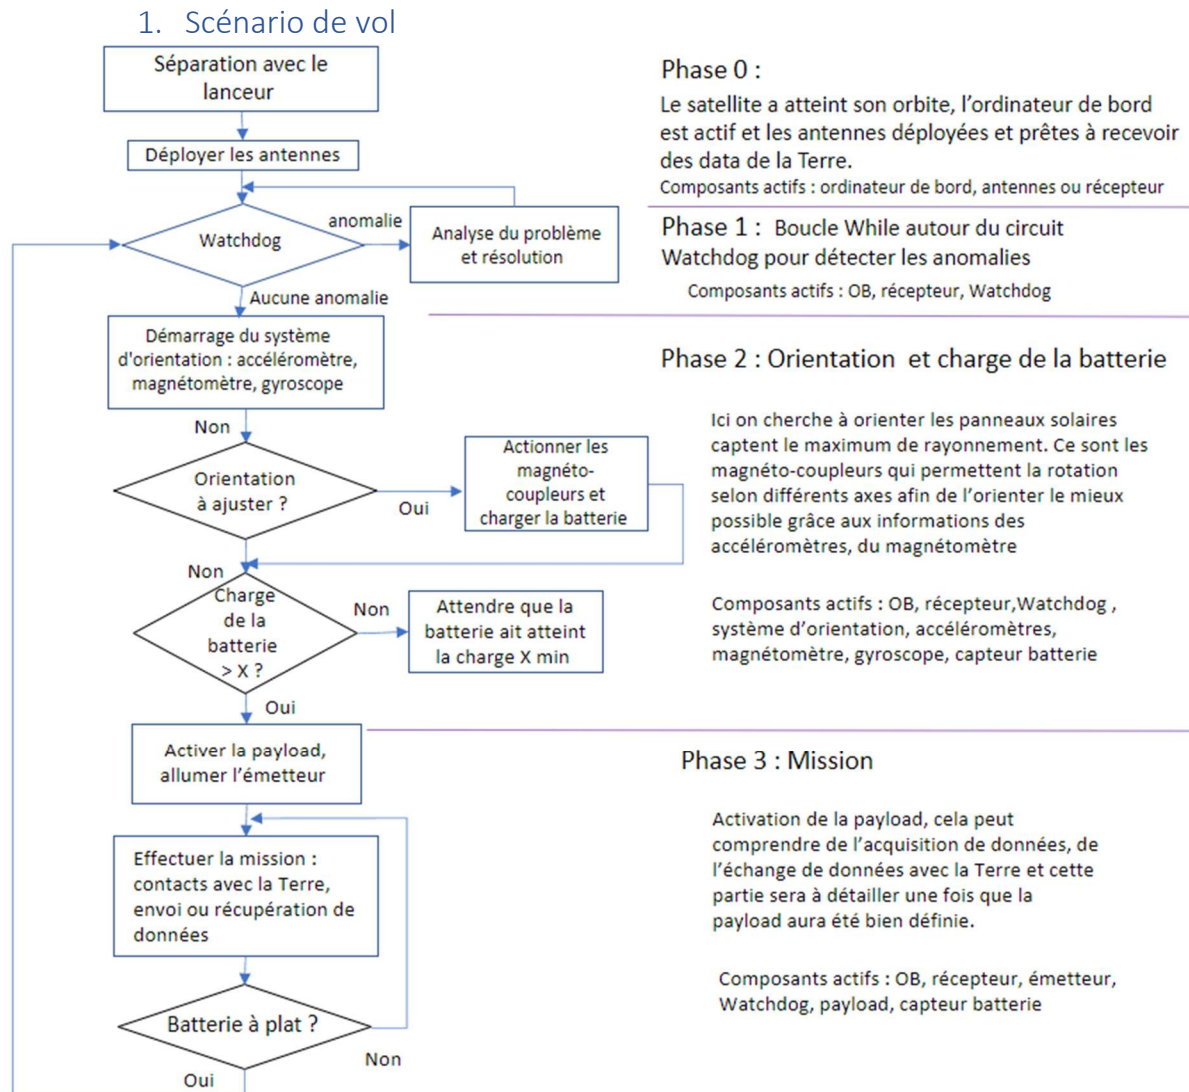 1. Scénario de vol
Séparation avec le
lanceur
Déployer les antennes
Watchdog
anomalie
Analyse du problème
et résolution
Aucune anomalie
Démarrage du système
d'orientation : accéléromètre,
magnétomètre, gyroscope
Non
Orientation
à ajuster ?
Oui
Actionner les
magnéto-
coupleurs et
charger la batterie
Non
Charge
de la
batterie
> X ?
Non
Attendre que la
batterie ait atteint
la charge X min
Oui
Activer la payload,
allumer l’émetteur
Effectuer la mission :
contacts avec la Terre,
envoi ou récupération de
données
Batterie à plat ?
Non
Oui
Phase 0 :
Le satellite a atteint son orbite, l’ordinateur de bord
est actif et les antennes déployées et prêtes à recevoir
des data de la Terre.
Composants actifs : ordinateur de bord, antennes ou récepteur
Phase 1 : Boucle While autour du circuit
Watchdog pour détecter les anomalies
Composants actifs : OB, récepteur, Watchdog
Phase 2 : Orientation et charge de la batterie
Ici on cherche à orienter les panneaux solaires
captent le maximum de rayonnement. Ce sont les
magnéto-coupleurs qui permettent la rotation
selon différents axes afin de l’orienter le mieux
possible grâce aux informations des
accéléromètres, du magnétomètre
Composants actifs : OB, récepteur,Watchdog ,
système d’orientation, accéléromètres,
magnétomètre, gyroscope, capteur batterie
Phase 3 : Mission
Activation de la payload, cela peut
comprendre de l’acquisition de données, de
l’échange de données avec la Terre et cette
partie sera à détailler une fois que la
payload aura été bien définie.
Composants actifs : OB, récepteur, émetteur,
Watchdog, payload, capteur batterie